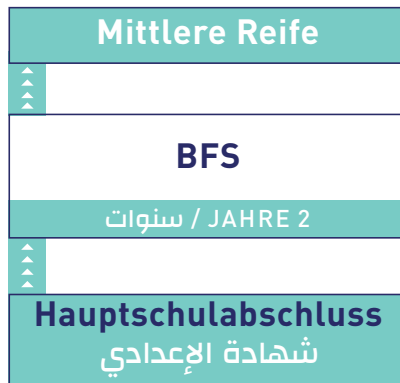 Mittlere Reife
BFS
سنوات / JAHRE 2
Hauptschulabschluss
شهادة الإعدادي